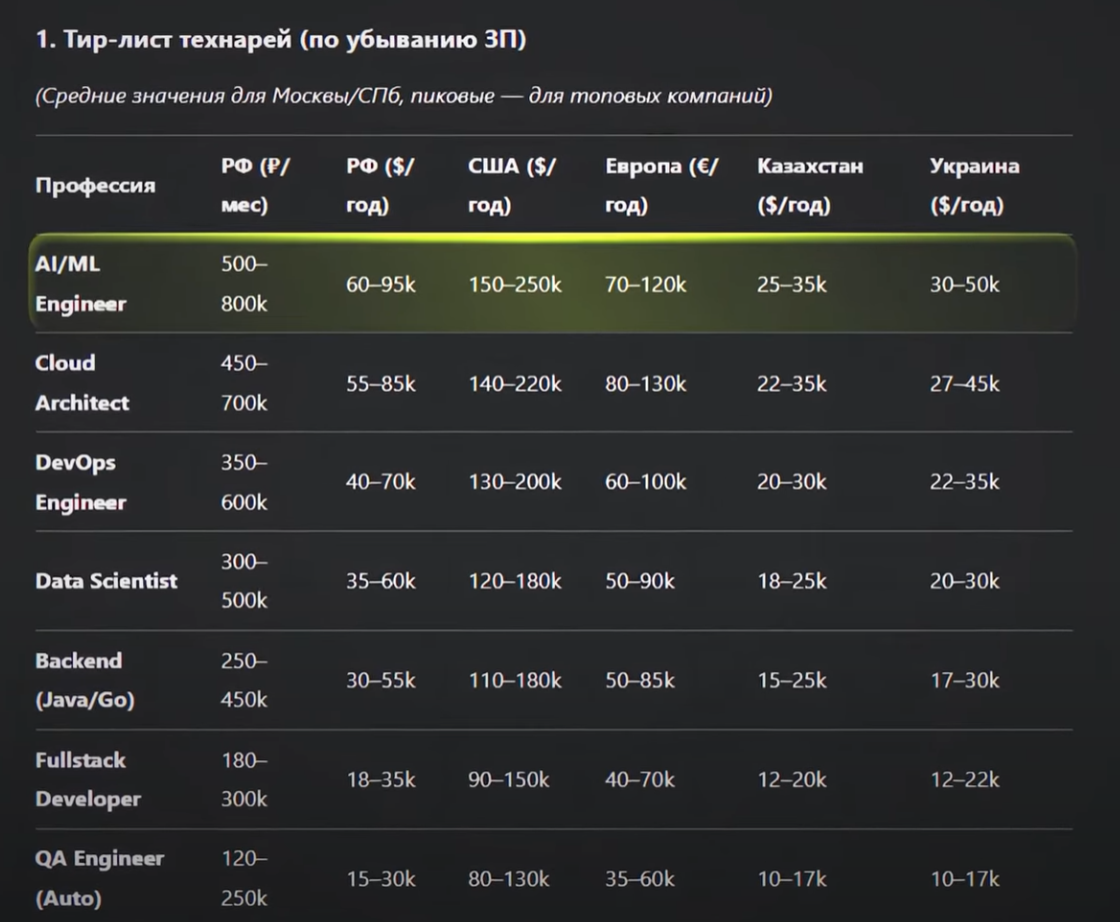 1. Тир-лист технарей (по убыванию ЗП)
(Средние значения для Москвы/СПб, пиковые — для топовых компаний)
Профессия РФ (₽/ РФ ($/ США ($/ Европа (€/ Казахстан Украина
мес) год) год) год) ($/год) ($/год)
AI/ML 500–
Engineer 800k 60–95k 150–250k 70–120k 25–35k 30–50k
Cloud 450–
Architect 700k 55–85k 140–220k 80–130k 22–35k 27–45k
DevOps 350–
Engineer 600k 40–70k 130–200k 60–100k 20–30k 22–35k
Data Scientist 300–
500k 35–60k 120–180k 50–90k 18–25k 20–30k
Backend 250–
(Java/Go) 450k 30–55k 110–180k 50–85k 15–25k 17–30k
Fullstack 180–
Developer 300k 18–35k 90–150k 40–70k 12–20k 12–22k
QA Engineer 120–
(Auto) 250k 15–30k 80–130k 35–60k 10–17k 10–17k